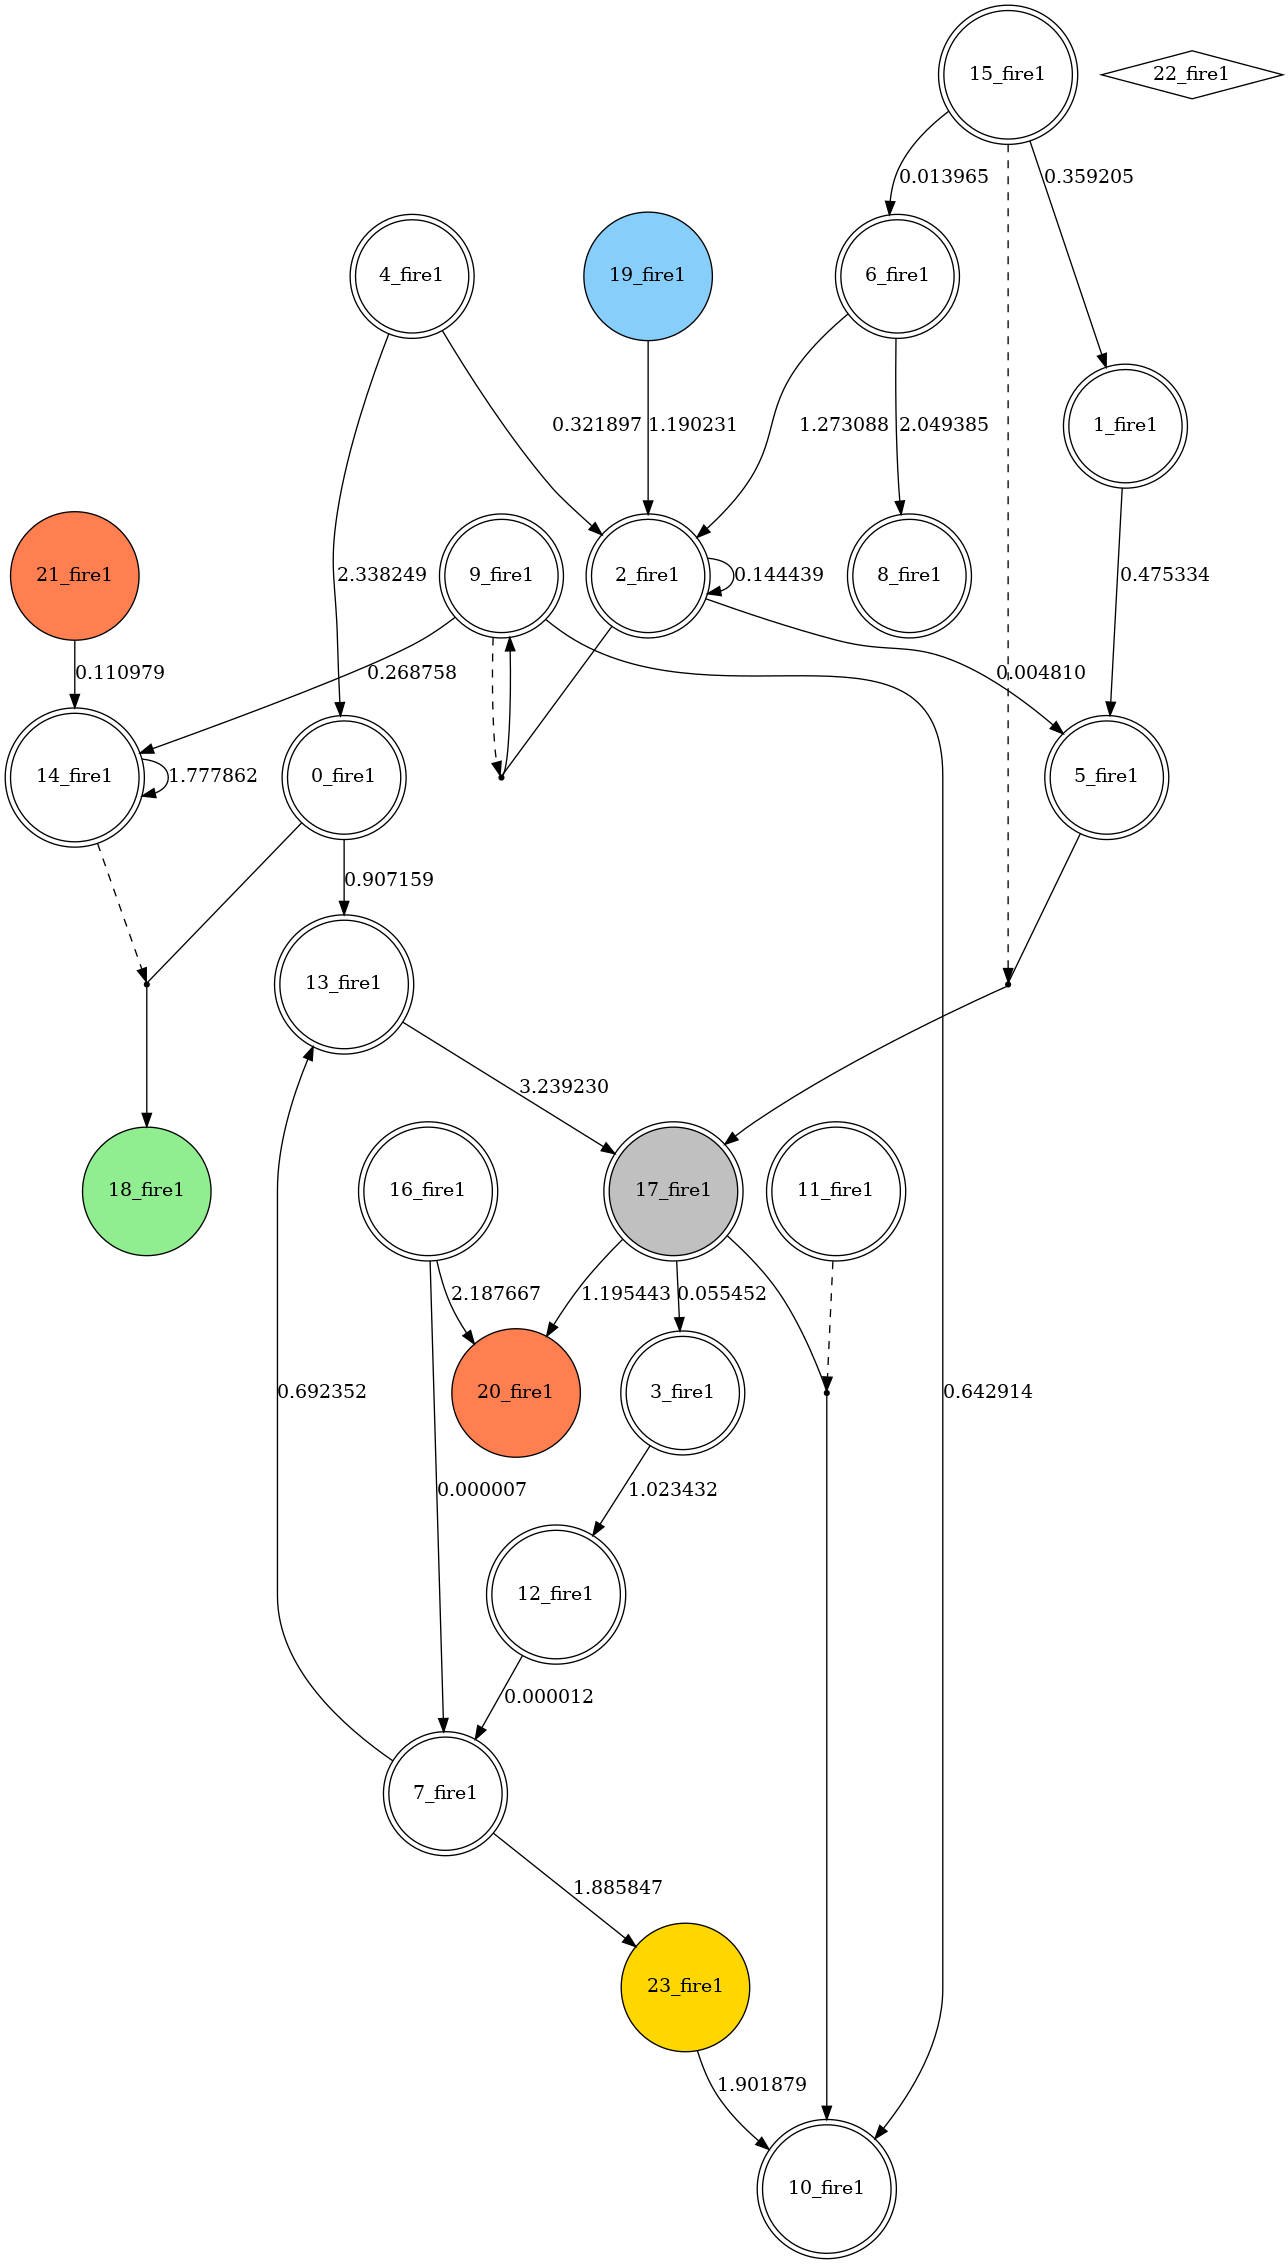 15_fire1
22_fire1
0.013965
0.359205
4_fire1
19_fire1
6_fire1
0.321897
1.190231
1.273088
2.049385
1_fire1
21_fire1
9_fire1
2_fire1
8_fire1
2.338249
0.144439
0.475334
0.110979
0.268758
0.004810
14_fire1
1.777862
0_fire1
5_fire1
0.907159
13_fire1
3.239230
18_fire1
16_fire1
17_fire1
11_fire1
2.187667
1.195443
0.055452
0.692352
20_fire1
3_fire1
0.642914
0.000007
1.023432
12_fire1
0.000012
7_fire1
1.885847
23_fire1
1.901879
10_fire1